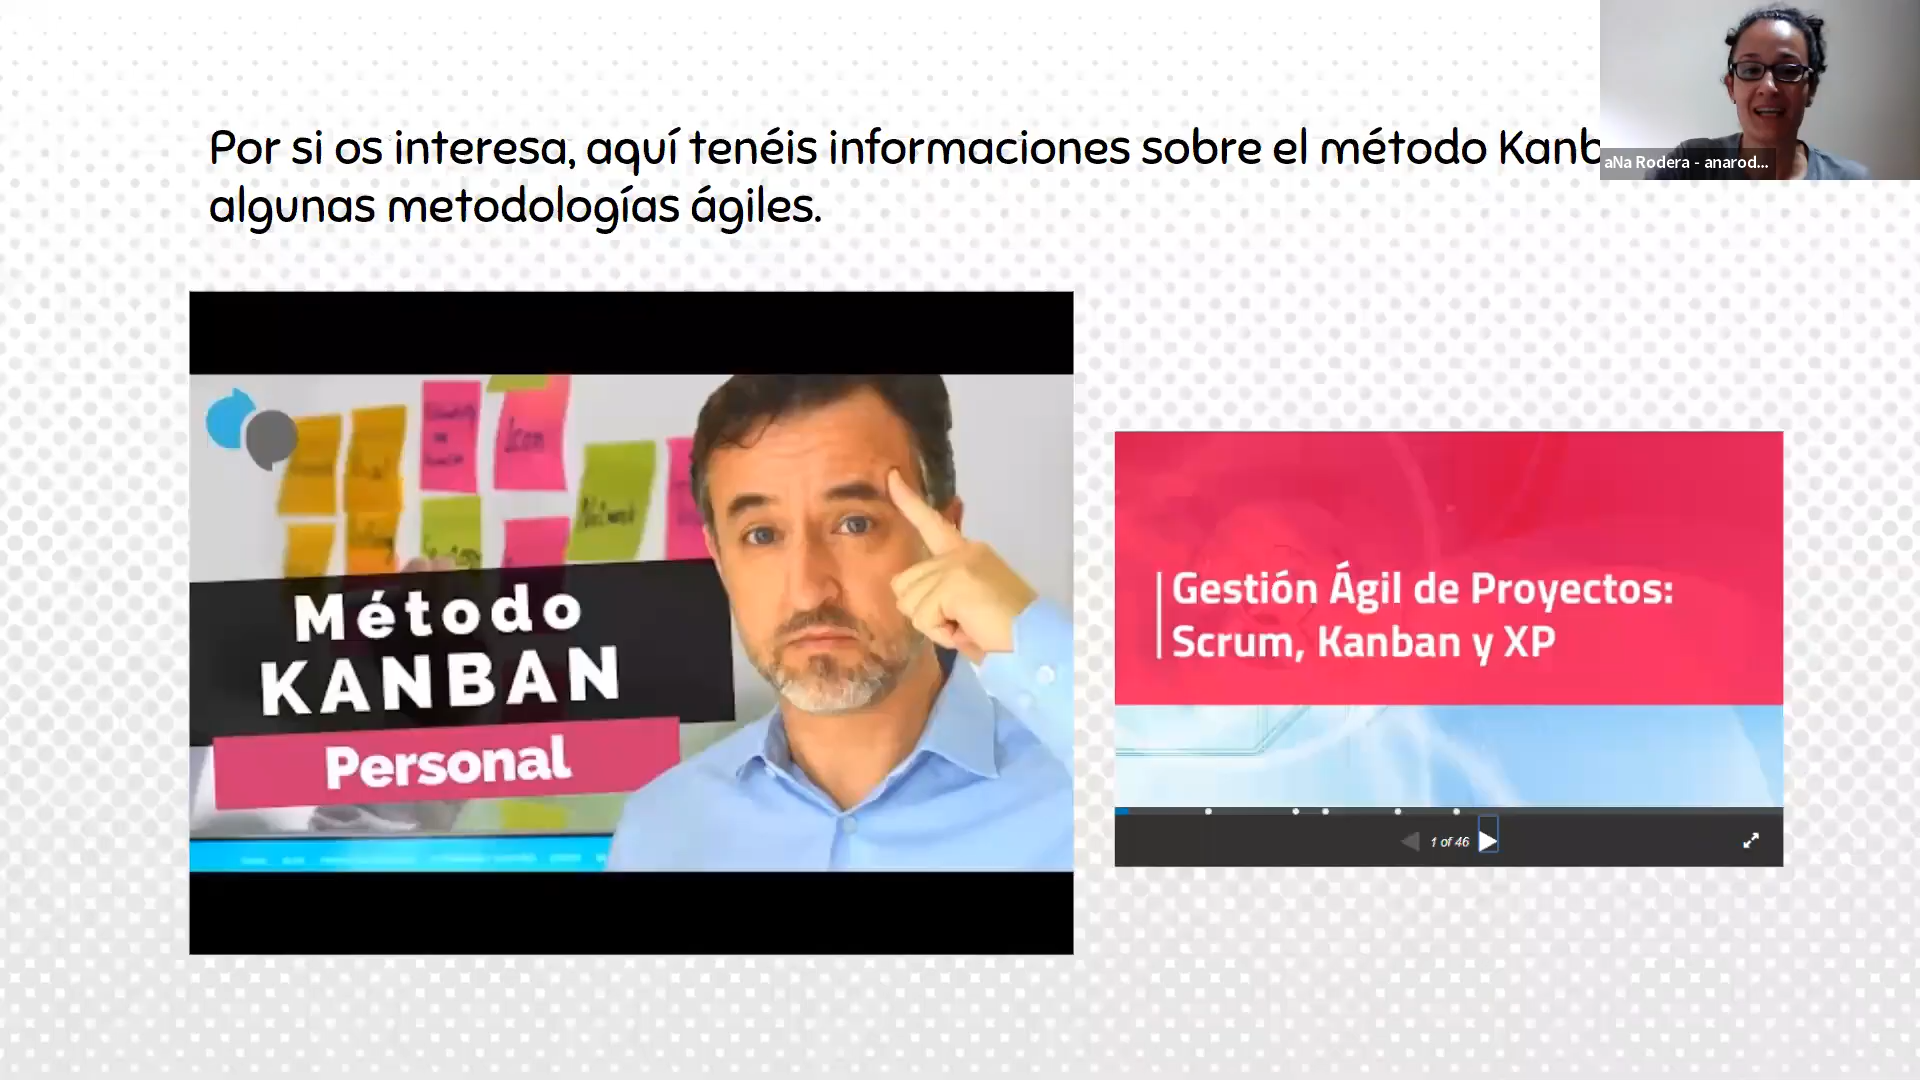 Por si os interesa, aquí tenéis informaciones sobre el método Kanb
algunas metodologías ágiles.
aNa Rodera - anarod...
Icon
Método
KANBAN
Personal
Gestión Ágil de Proyectos:
Scrum, Kanban y XP
1 of 46